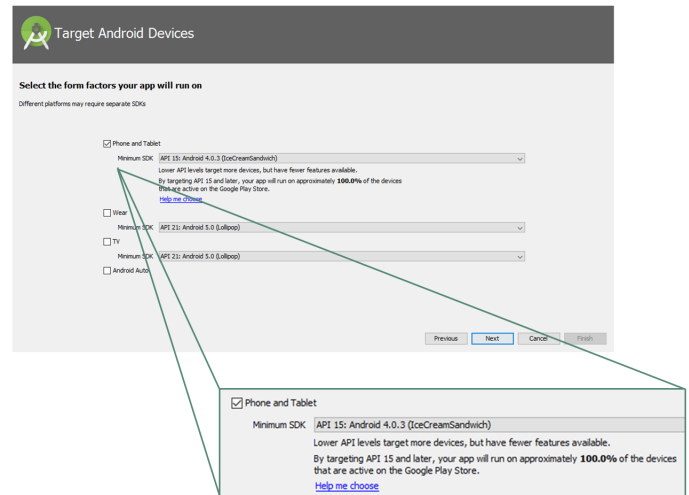 Target Android Devices
Select the form factors your app will run on
Different platforms may require separate SDKs
Phone and Tablet
Minimum SDK API 15: Android 4.0.3 (IceCreamSandwich)
Lower API levels target more devices, but have fewer features available.
By targeting API 15 and later, your app will run on approximately 100.0% of the devices
that are active on the Google Play Store.
Help me choose
Wear
Minimum SDK API 21: Android 5.0 (Lollipop)
TV
Minimum SDK API 21: Android 5.0 (Lollipop)
Android Auto
Previous Next Cancel Finish
Phone and Tablet
Minimum SDK API 15: Android 4.0.3 (IceCreamSandwich)
Lower API levels target more devices, but have fewer features available.
By targeting API 15 and later, your app will run on approximately 100.0% of the devices
that are active on the Google Play Store.
Help me choose